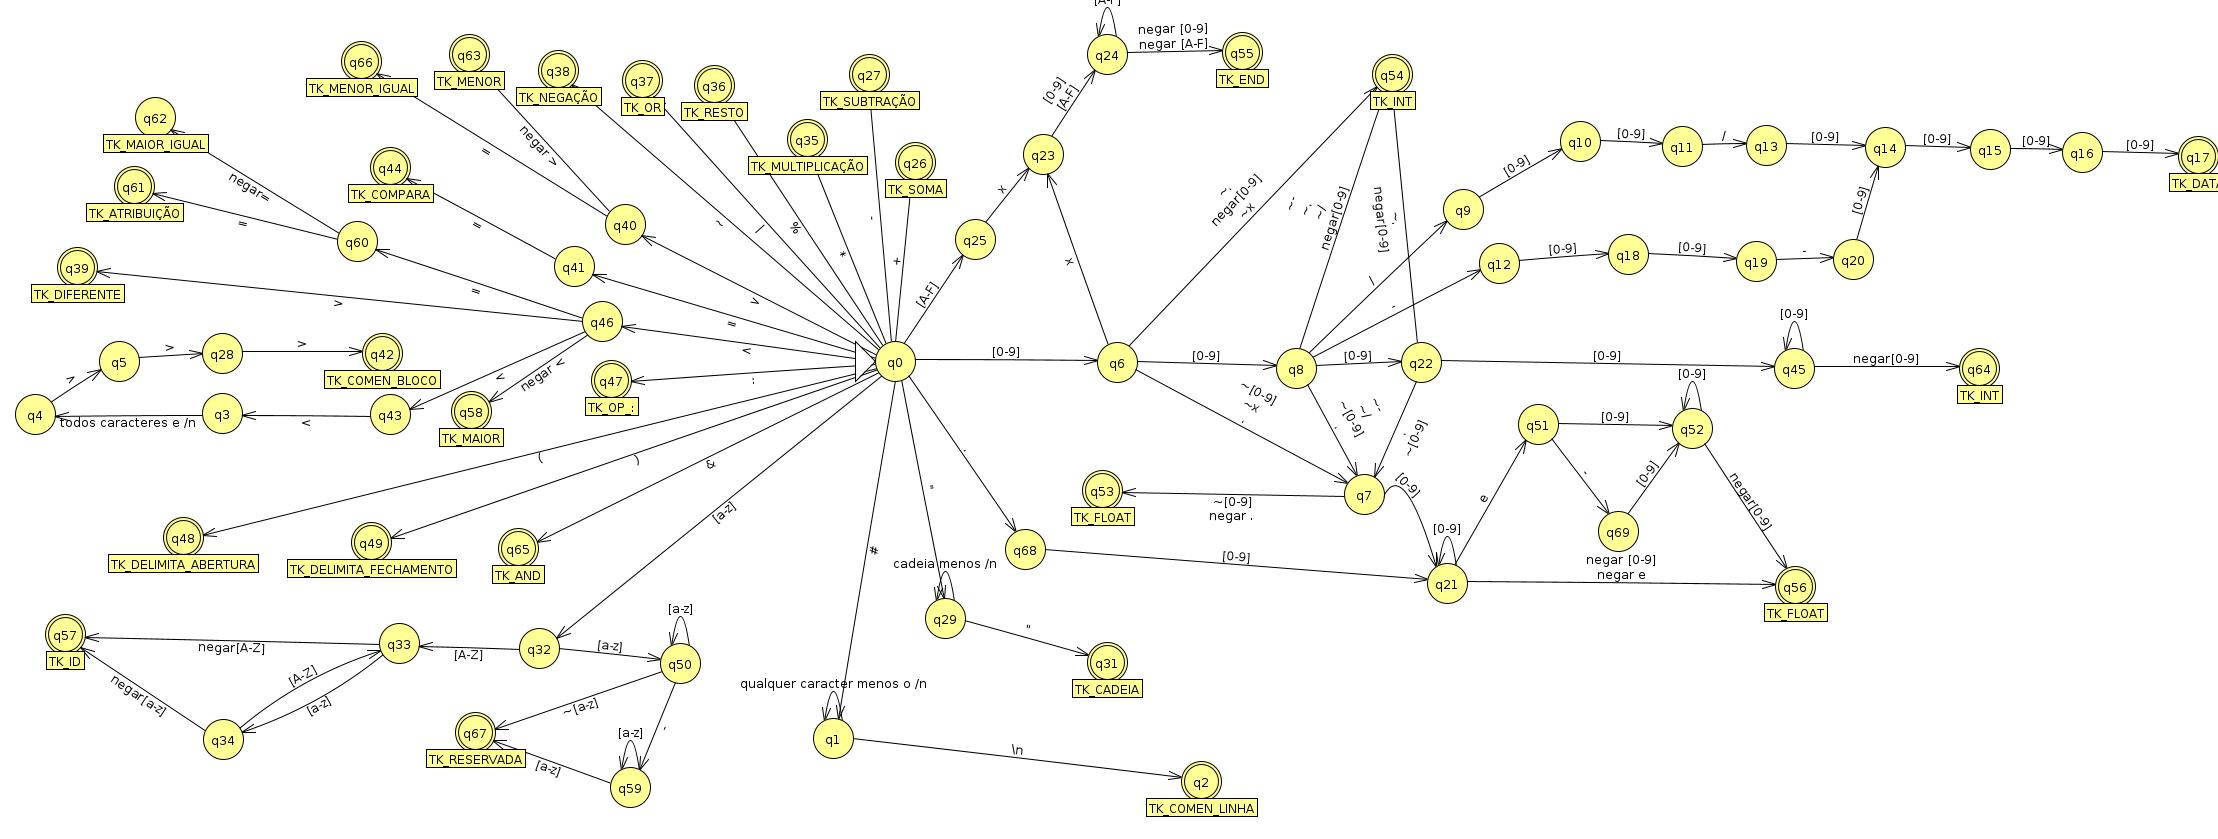 [A-F]
negar [0-9]
negar [A-F]
q24
q55
TK_END
q66
TK_MENOR_IGUAL
q63
TK_MENOR
q38
TK_NEGAÇÃO
q37
TK_OR
q36
TK_RESTO
q27
TK_SUBTRAÇÃO
q54
TK_INT
[0-9]
[A-F]
q62
TK_MAIOR_IGUAL
q35
TK_MULTIPLICAÇÃO
q26
TK_SOMA
q44
TK_COMPARA
q61
TK_ATRIBUIÇÃO
negar >
=
negar=
=
=
q23
x
q25
q10
[0-9]
q11
/
q13
[0-9]
q14
[0-9]
q15
[0-9]
q16
[0-9]
q17
TK_DATA
[0-9]
q9
[0-9]
q40
q60
q41
q39
TK_DIFERENTE
~
|
%
*
-
+
negar[0-9]
~x
negar[0-9]
negar[0-9]
q12
[0-9]
q18
[0-9]
q19
-
q20
[A-F]
x
/
-
>
=
>
=
<
q46
q47
TK_OP_:
:
q0
[0-9]
q6
[0-9]
q8
[0-9]
q22
[0-9]
[0-9]
q45
negar[0-9]
q64
TK_INT
q5
>
q28
>
q42
TK_COMEN_BLOCO
<
negar <
q58
TK_MAIOR
q4
todos caracteres e /n
q3
<
q43
~[0-9]
~x
.
~[0-9]
.
~/
.
~[0-9]
q51
[0-9]
[0-9]
q52
-
[0-9]
q69
negar[0-9]
(
)
&
[a-z]
#
"
.
q53
TK_FLOAT
~[0-9]
negar .
q7
[0-9]
e
[0-9]
q21
negar [0-9]
negar e
q56
TK_FLOAT
q48
TK_DELIMITA_ABERTURA
q49
TK_DELIMITA_FECHAMENTO
q65
TK_AND
q68
[0-9]
cadeia menos /n
q29
"
q31
TK_CADEIA
q57
TK_ID
negar[A-Z]
q33
[A-Z]
q32
[a-z]
[a-z]
q50
negar[a-z]
[A-Z]
[a-z]
q34
~[a-z]
q67
TK_RESERVADA
[a-z]
[a-z]
q59
qualquer caracter menos o /n
q1
\n
q2
TK_COMEN_LINHA